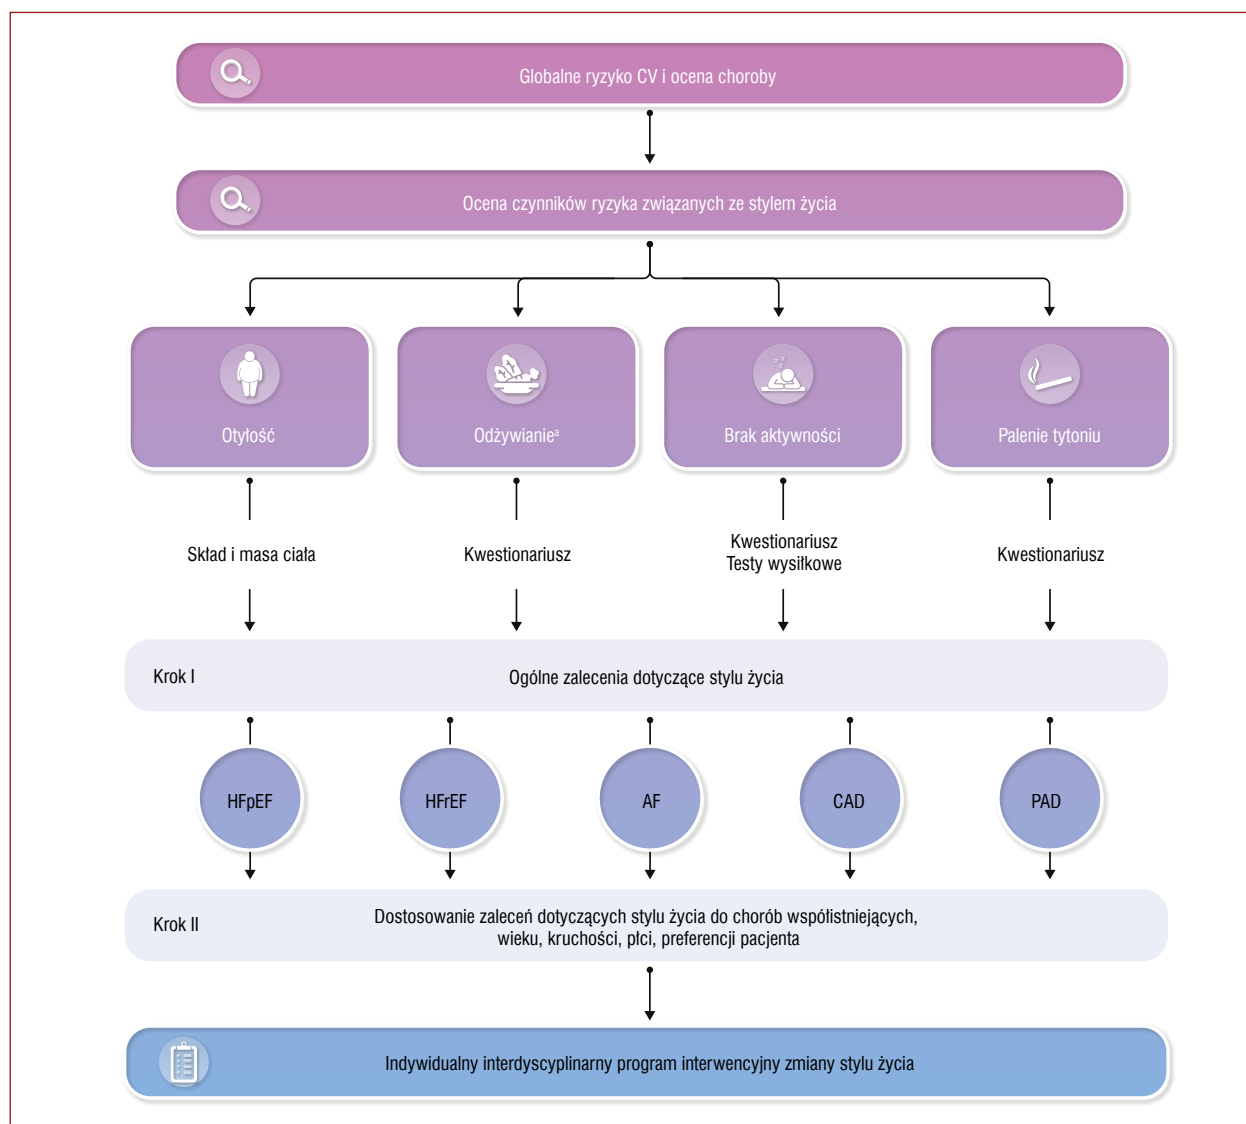 Globalne ryzyko CV i ocena choroby
Ocena czynników ryzyka związanych ze stylem życia
Otyłość
Odżywianieᵃ
Brak aktywności
Palenie tytoniu
Skład i masa ciała
Kwestionariusz
Kwestionariusz
Testy wysiłkowe
Kwestionariusz
Krok I
Ogólne zalecenia dotyczące stylu życia
HFpEF
HFrEF
AF
CAD
PAD
Krok II
Dostosowanie zaleceń dotyczących stylu życia do chorób współistniejących,
wieku, kruchości, płci, preferencji pacjenta
Indywidualny interdyscyplinarny program interwencyjny zmiany stylu życia